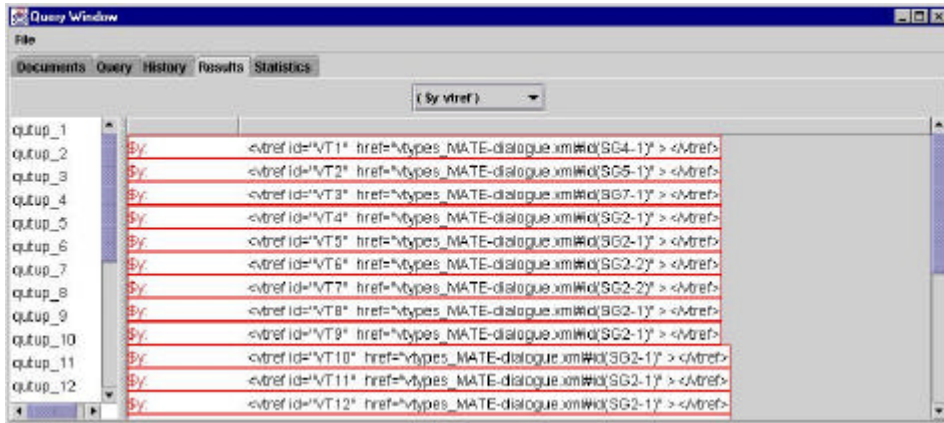 Query Window
File
Documents Query History Results Statistics
( $y vtref )
qutup_1
qutup_2
qutup_3
qutup_4
qutup_5
qutup_6
qutup_7
qutup_8
qutup_9
qutup_10
qutup_11
qutup_12
$y: <vtref id="VT1" href="vtypes_MATE-dialogue.xml#id(SG4-1)" > </vtref>
$y: <vtref id="VT2" href="vtypes_MATE-dialogue.xml#id(SG5-1)" > </vtref>
$y: <vtref id="VT3" href="vtypes_MATE-dialogue.xml#id(SG7-1)" > </vtref>
$y: <vtref id="VT4" href="vtypes_MATE-dialogue.xml#id(SG2-1)" > </vtref>
$y: <vtref id="VT5" href="vtypes_MATE-dialogue.xml#id(SG2-1)" > </vtref>
$y: <vtref id="VT6" href="vtypes_MATE-dialogue.xml#id(SG2-2)" > </vtref>
$y: <vtref id="VT7" href="vtypes_MATE-dialogue.xml#id(SG2-2)" > </vtref>
$y: <vtref id="VT8" href="vtypes_MATE-dialogue.xml#id(SG2-1)" > </vtref>
$y: <vtref id="VT9" href="vtypes_MATE-dialogue.xml#id(SG2-1)" > </vtref>
$y: <vtref id="VT10" href="vtypes_MATE-dialogue.xml#id(SG2-1)" > </vtref>
$y: <vtref id="VT11" href="vtypes_MATE-dialogue.xml#id(SG2-1)" > </vtref>
$y: <vtref id="VT12" href="vtypes_MATE-dialogue.xml#id(SG2-1)" > </vtref>